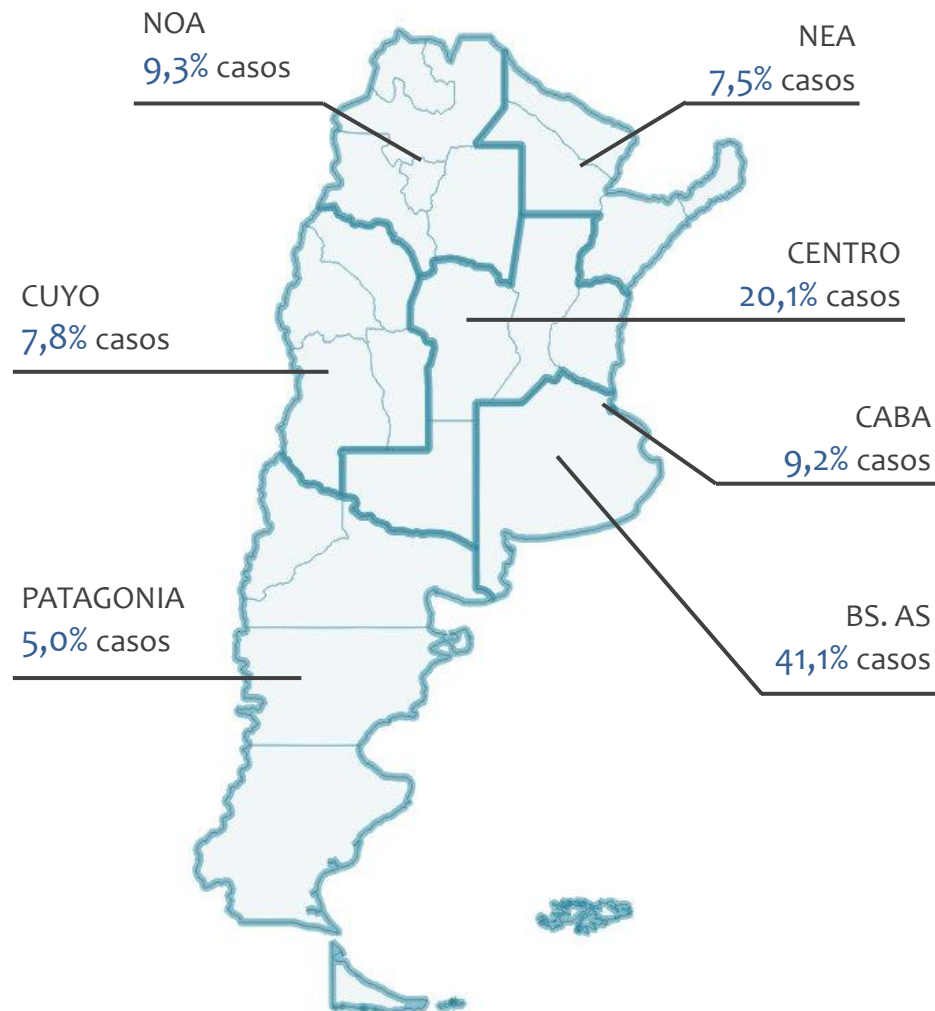 NOA
9,3% casos
NEA
7,5% casos
CENTRO
20,1% casos
CUYO
7,8% casos
CABA
9,2% casos
PATAGONIA
5,0% casos
BS. AS
41,1% casos